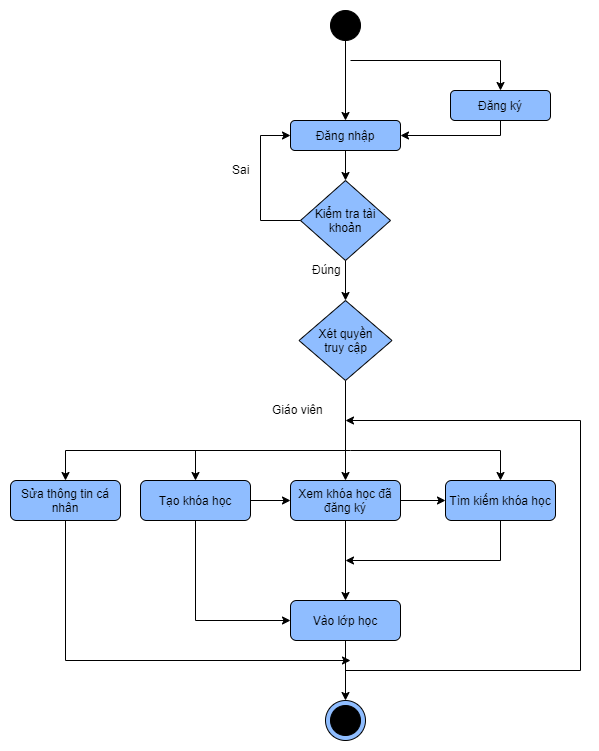 Đăng ký
Đăng nhập
Sai
Kiểm tra tài
khoản
Đúng
Xét quyền
truy cập
Giáo viên
Sửa thông tin cá
nhân
Tạo khóa học
Xem khóa học đã
đăng ký
Tìm kiếm khóa học
Vào lớp học